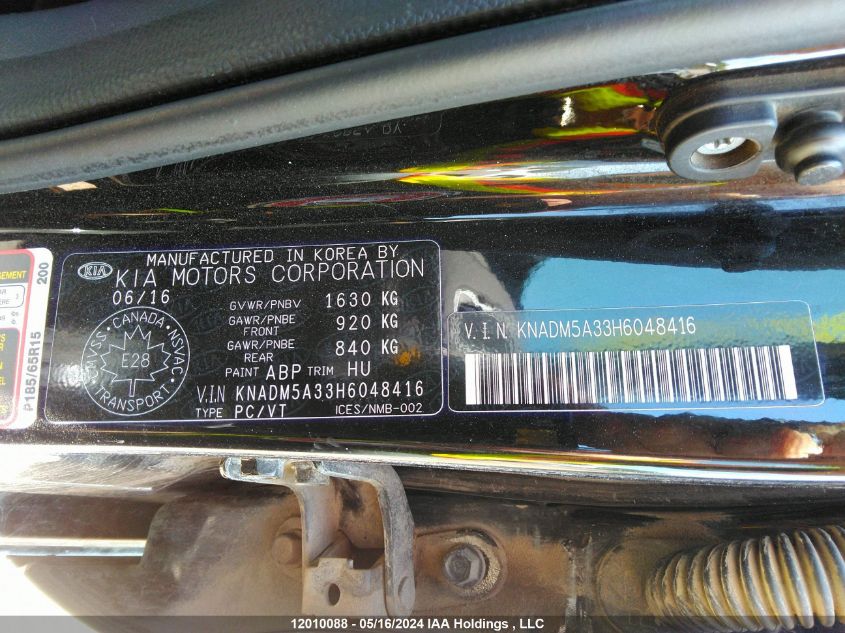 MANUFACTURED IN KOREA BY
KIA KIA MOTORS CORPORATION
06/16
GVWR/PNBV 1630 KG
GAWR/PNBE FRONT 920 KG
GAWR/PNBE REAR 840 KG
PAINT ABP TRIM HU
V.I.N KNADM5A33H6048416
TYPE PC/VT ICES/NMB-002
CANADA NSVAC TRANSPORT CMVSS
E28
V.I.N KNADM5A33H6048416
200
P185/65R15
12010088 - 05/16/2024 IAA Holdings , LLC